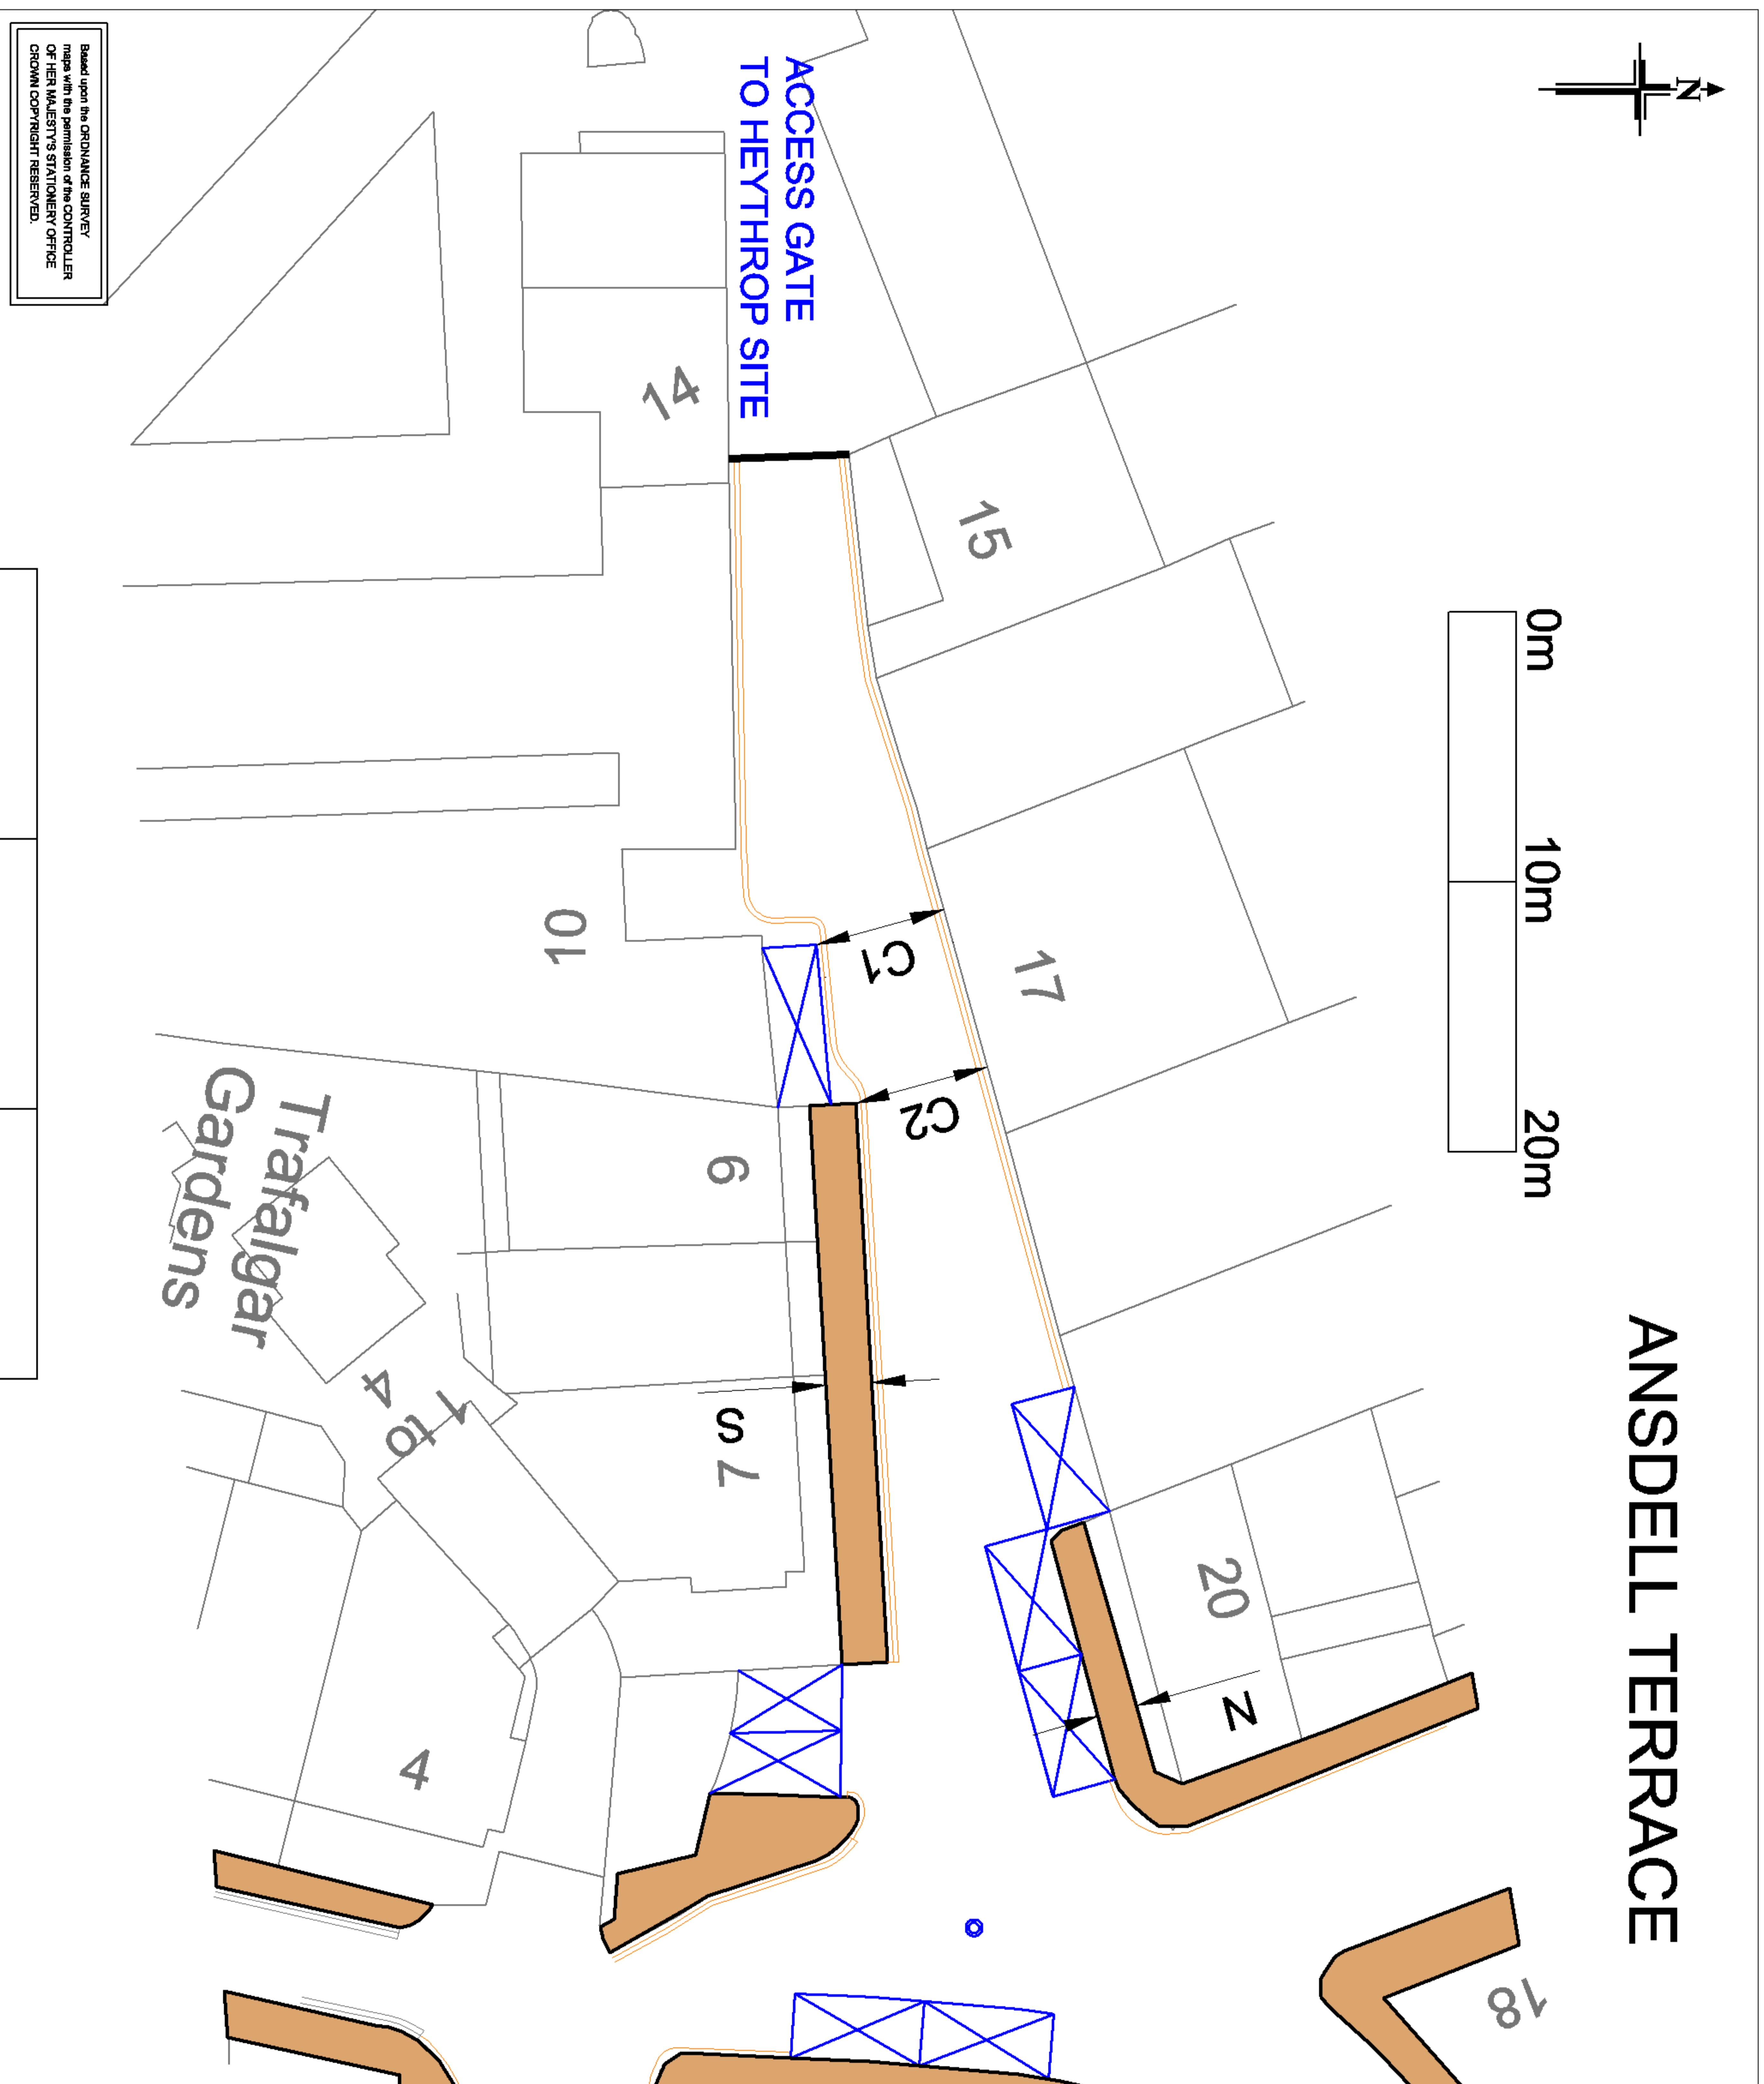 ANSDELL TERRACE
N
0m
10m
20m
ACCESS GATE
TO HEYTHROP SITE
14
15
17
10
C1
C2
9
S
7
20
N
18
Trafalgar
Gardens
1 to
4
4
Based upon the ORDNANCE SURVEY
maps with the permission of the CONTROLLER
OF HER MAJESTY'S STATIONERY OFFICE
CROWN COPYRIGHT RESERVED.